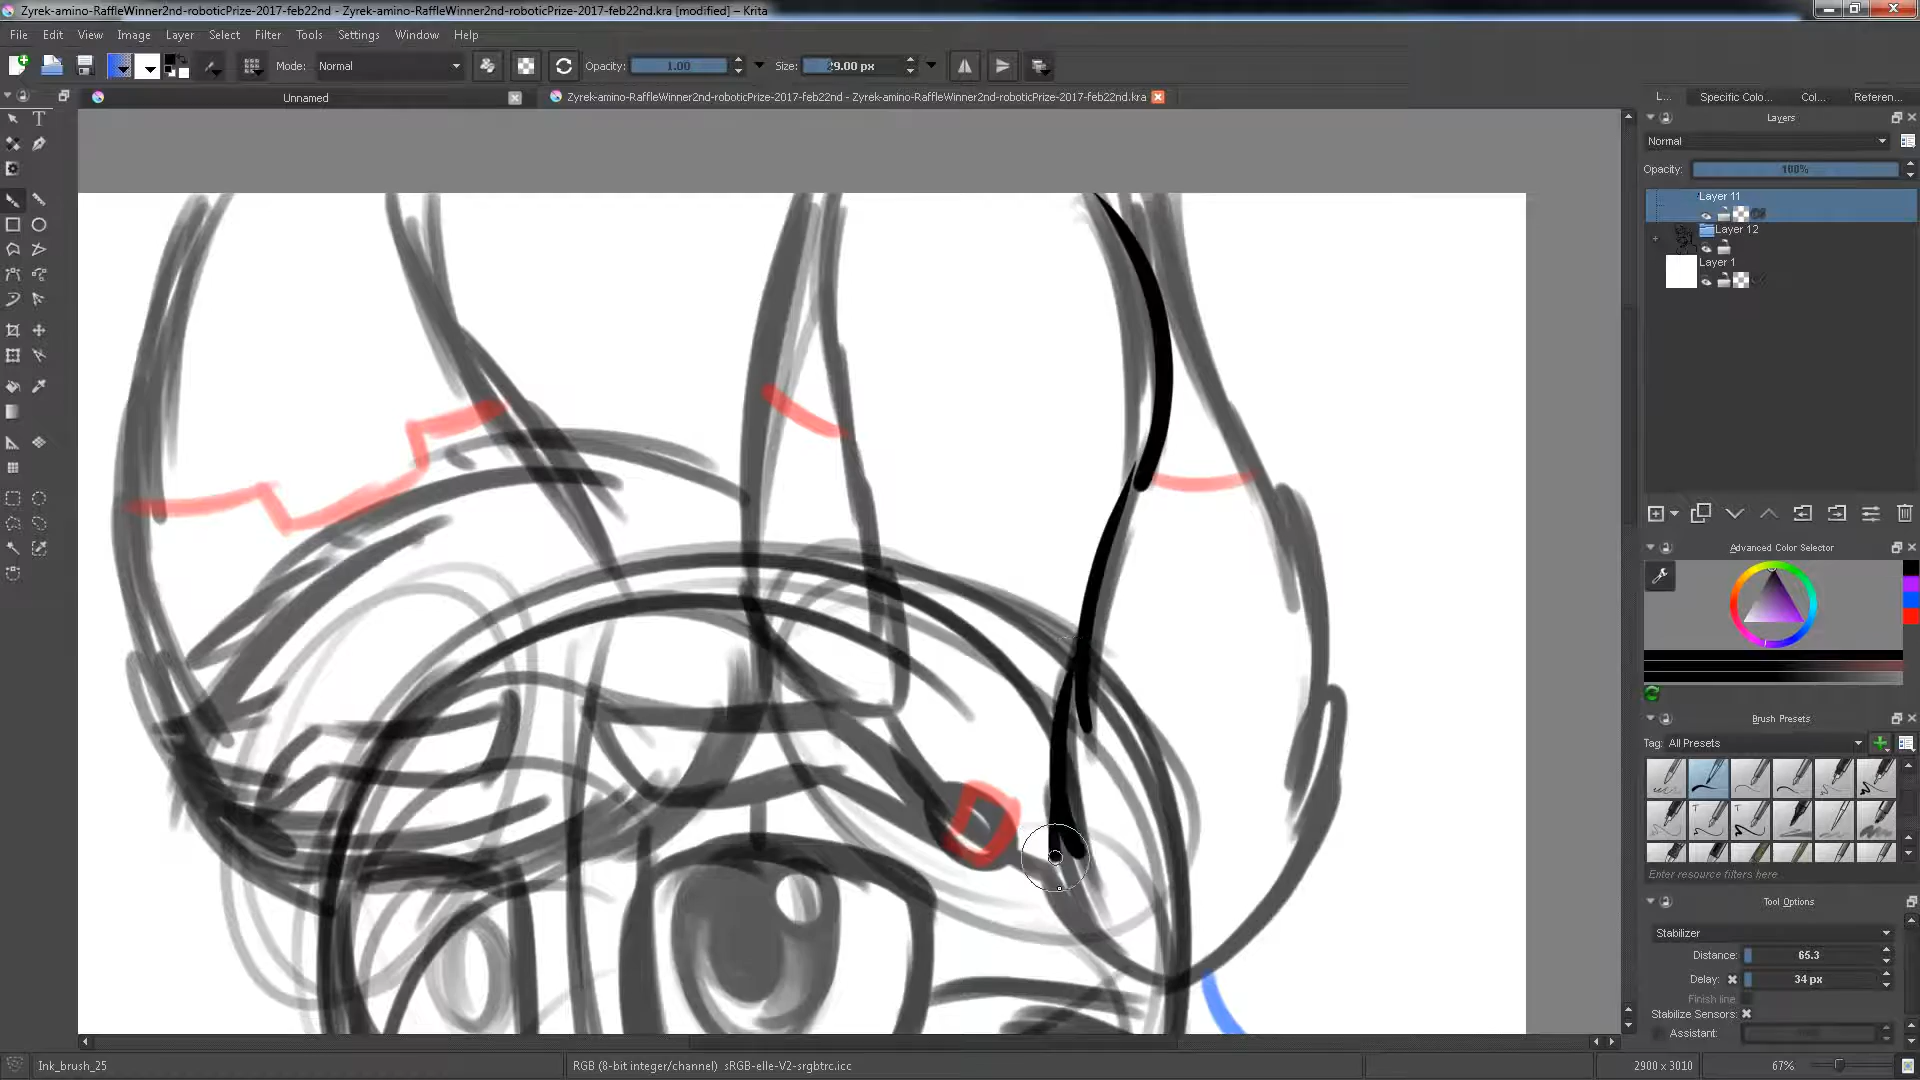 Zyrek-amino-RaffleWinner2nd-roboticPrize-2017-feb22nd - Zyrek-amino-RaffleWinner2nd-roboticPrize-2017-feb22nd.kra [modified] – Krita
File Edit View Image Layer Select Filter Tools Settings Window Help
Mode: Normal Opacity: 1.00 Size: 29.00 px
Unnamed
Zyrek-amino-RaffleWinner2nd-roboticPrize-2017-feb22nd - Zyrek-amino-RaffleWinner2nd-roboticPrize-2017-feb22nd.kra
L... Specific Colo... Col... Referen...
Layers
Normal
Opacity: 100%
Layer 11
Layer 12
Layer 1
Advanced Color Selector
Brush Presets
Tag: All Presets
Enter resource filters here
Tool Options
Stabilizer
Distance: 65.3
Delay: 34 px
Finish line
Stabilize Sensors:
Assistant:
Ink_brush_25
RGB (8-bit integer/channel) sRGB-elle-V2-srgbtrc.icc
2900 x 3010
67%